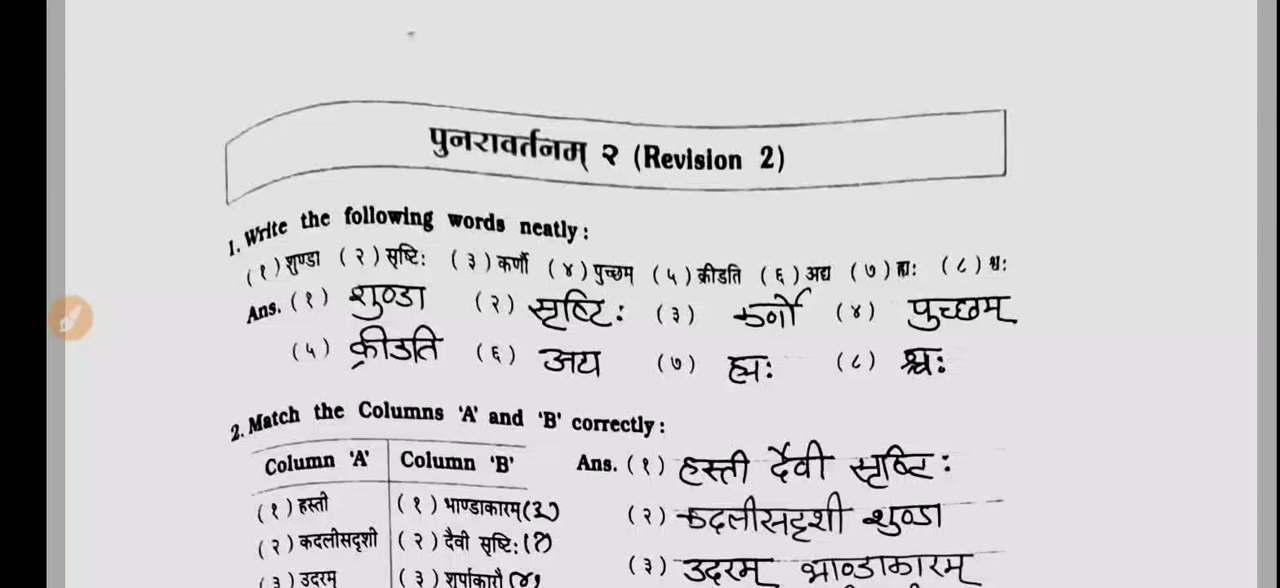 पुनरावर्तनम् २ (Revision 2)
1. Write the following words neatly :
(१) शुण्डा (२) सृष्टिः (३) कर्णौ (४) पुच्छम् (५) क्रीडति (६) अद्य (७) ह्यः (८) श्वः
Ans. (१) शुण्डा (२) सृष्टिः (३) कर्णौ (४) पुच्छम्
(५) क्रीडति (६) अद्य (७) ह्यः (८) श्वः
2. Match the Columns 'A' and 'B' correctly :
Column 'A' Column 'B' Ans. (१) हस्ती दैवी सृष्टिः
(१) हस्ती (१) भाण्डाकारम् (३)
(२) कदलीसदृशी शुण्डा
(२) कदलीसदृशी (२) दैवी सृष्टिः (१)
(३) उदरम् भाण्डाकारम्
(३) उदरम् (३) शूर्पाकारौ (४)